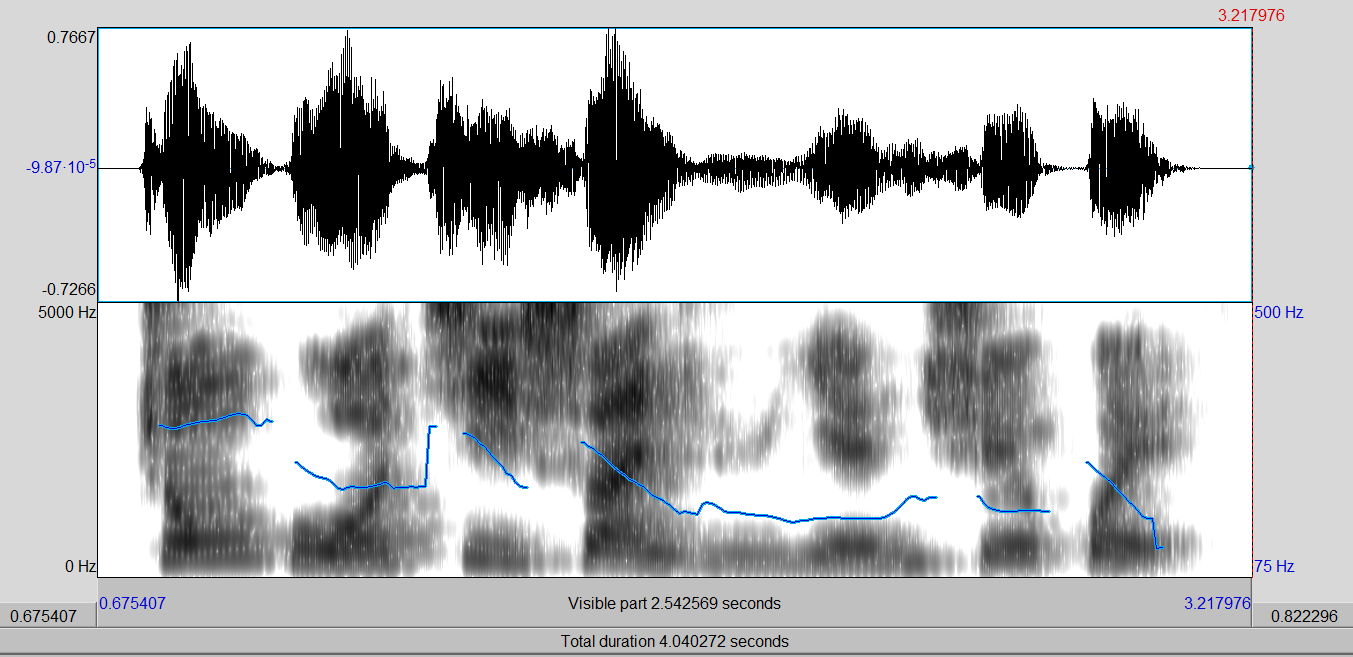 3.217976
0.7667
-9.87·10⁻⁵
-0.7266
5000 Hz
500 Hz
0 Hz
75 Hz
0.675407 Visible part 2.542569 seconds 3.217976
0.675407 0.822296
Total duration 4.040272 seconds